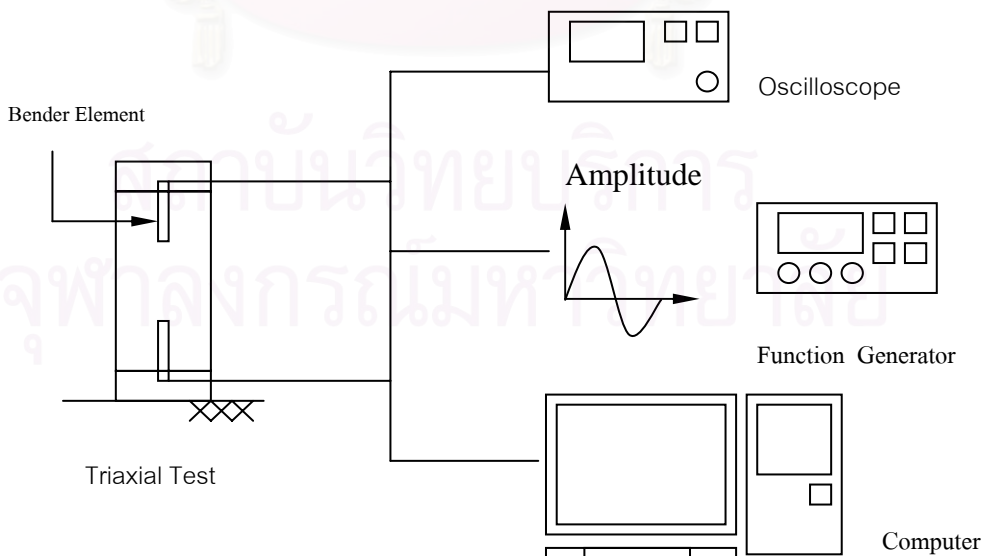 Oscilloscope
Bender Element
Amplitude
Function Generator
Triaxial Test
Computer
สถาบันวิทยบริการ
จุฬาลงกรณ์มหาวิทยาลัย